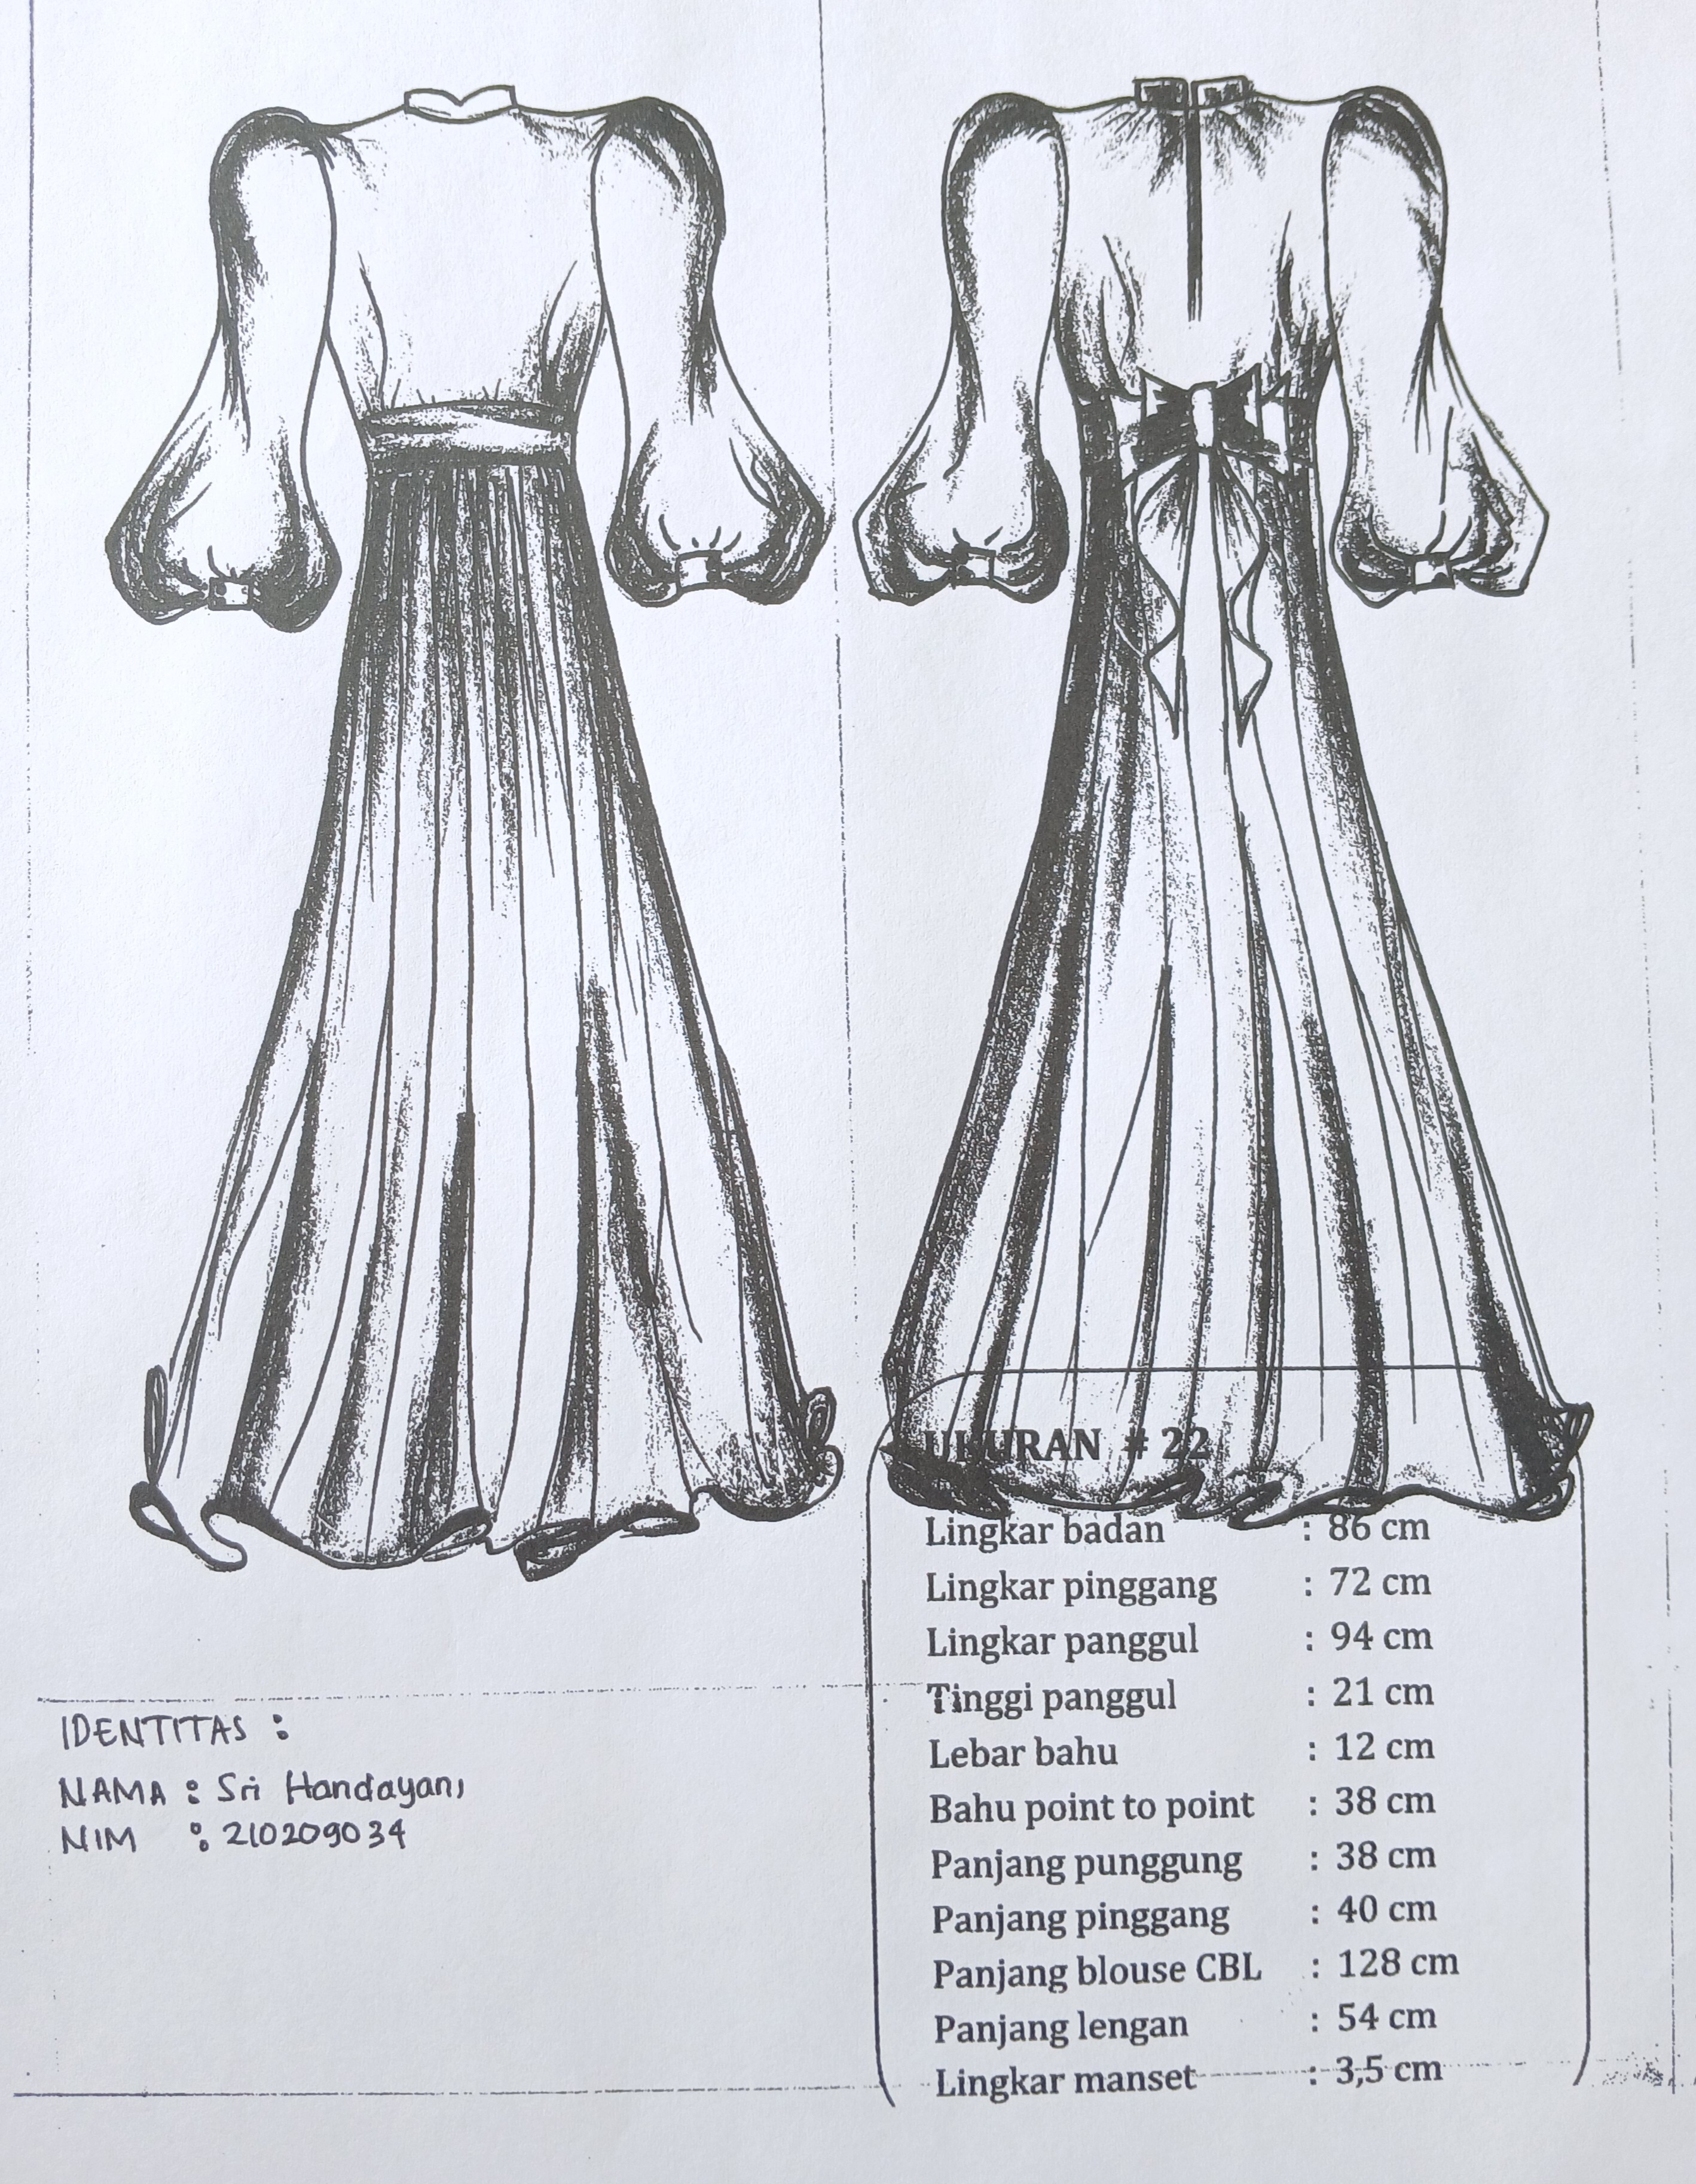 UKURAN # 22
Lingkar badan : 86 cm
Lingkar pinggang : 72 cm
Lingkar panggul : 94 cm
Tinggi panggul : 21 cm
Lebar bahu : 12 cm
Bahu point to point : 38 cm
Panjang punggung : 38 cm
Panjang pinggang : 40 cm
Panjang blouse CBL : 128 cm
Panjang lengan : 54 cm
Lingkar manset : 3,5 cm
IDENTITAS :
NAMA : Sri Handayani
NIM : 210209034